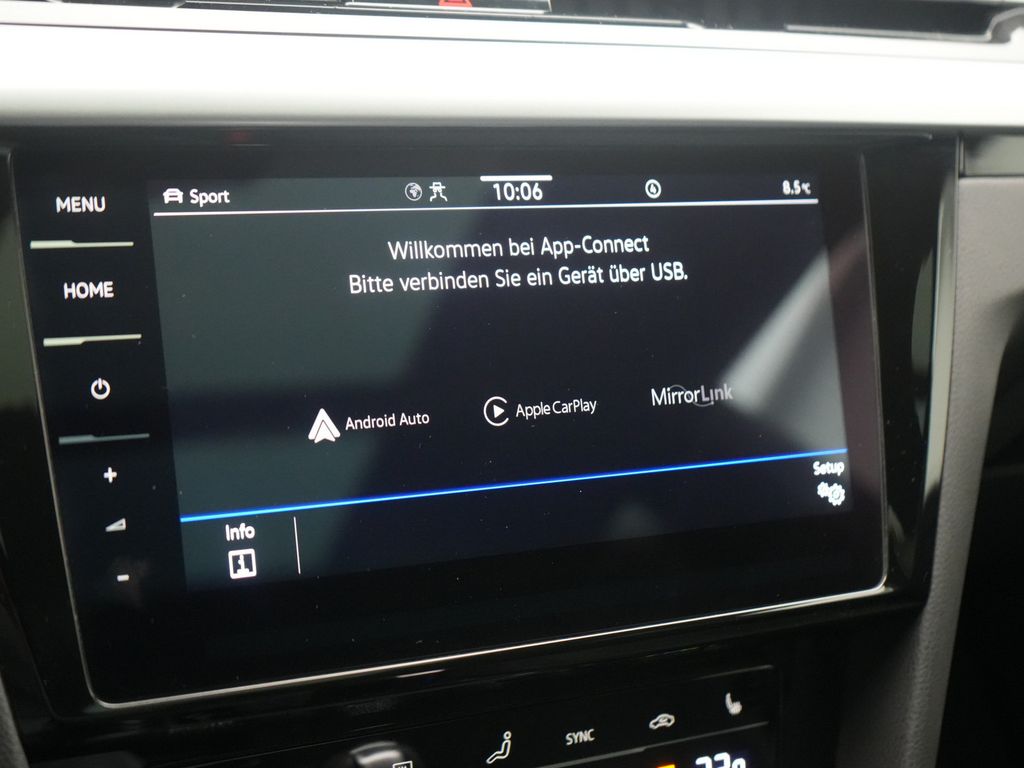 MENU
HOME
Sport
10:06
8.5°C
Willkommen bei App-Connect
Bitte verbinden Sie ein Gerät über USB.
Android Auto
Apple CarPlay
MirrorLink
Setup
Info
SYNC